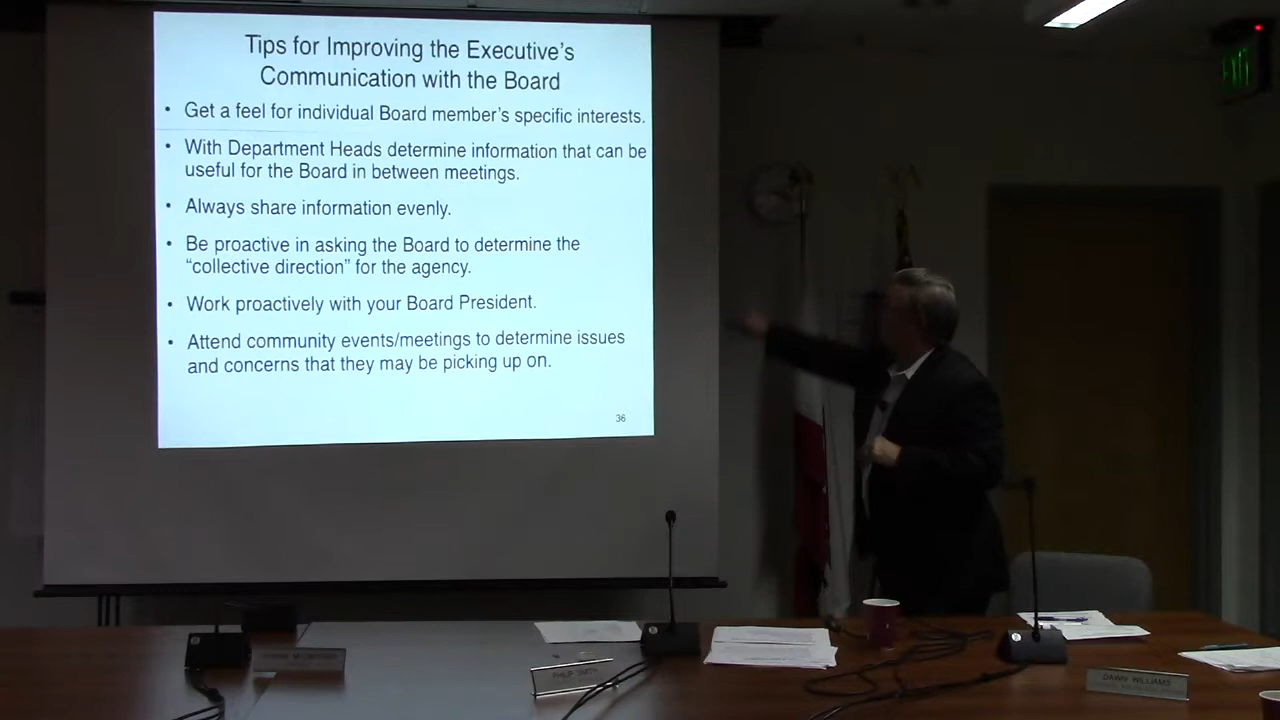 Tips for Improving the Executive's
Communication with the Board
• Get a feel for individual Board member's specific interests.
• With Department Heads determine information that can be
useful for the Board in between meetings.
• Always share information evenly.
• Be proactive in asking the Board to determine the
“collective direction” for the agency.
• Work proactively with your Board President.
• Attend community events/meetings to determine issues
and concerns that they may be picking up on.
36
EXIT
PHILIP SMITH
DAWN WILLIAMS